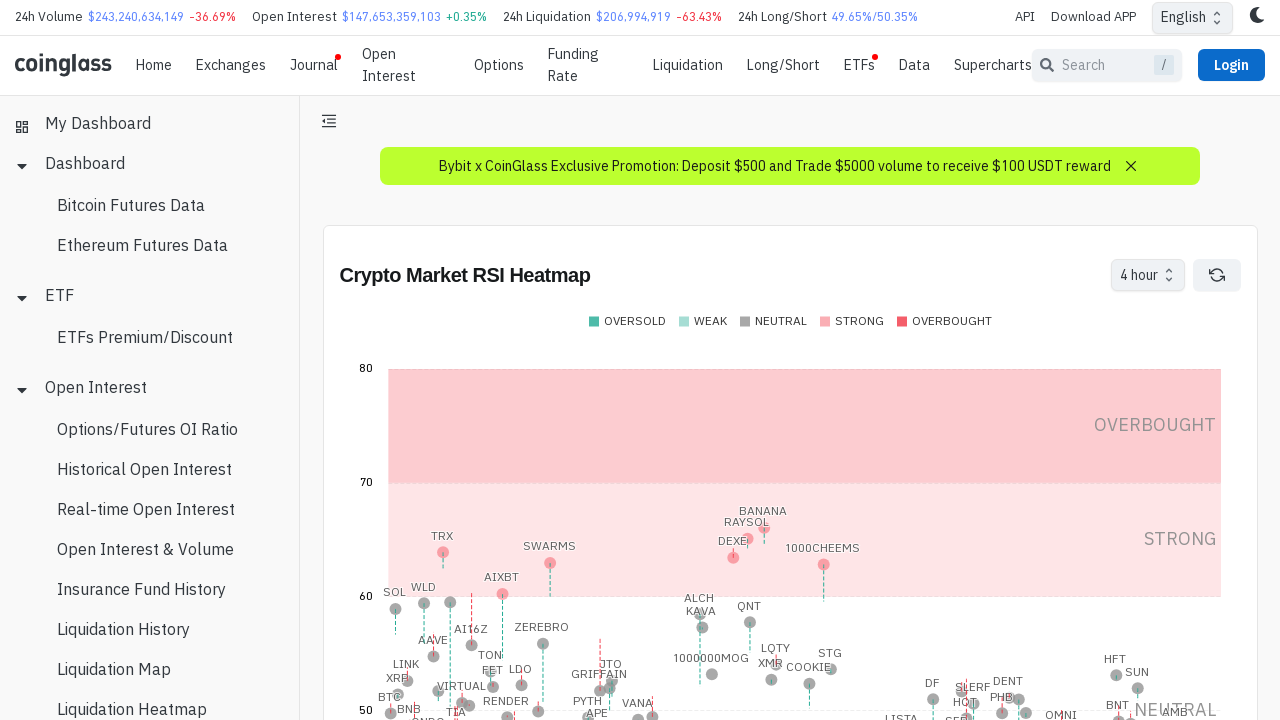 24h Volume $243,240,634,149 -36.69% Open Interest $147,653,359,103 +0.35% 24h Liquidation $206,994,919 -63.43% 24h Long/Short 49.65%/50.35% API Download APP English
coinglass Home Exchanges Journal Open Interest Options Funding Rate Liquidation Long/Short ETFs Data Supercharts Search / Login
My Dashboard
Dashboard
Bitcoin Futures Data
Ethereum Futures Data
ETF
ETFs Premium/Discount
Open Interest
Options/Futures OI Ratio
Historical Open Interest
Real-time Open Interest
Open Interest & Volume
Insurance Fund History
Liquidation History
Liquidation Map
Liquidation Heatmap
Bybit x CoinGlass Exclusive Promotion: Deposit $500 and Trade $5000 volume to receive $100 USDT reward
Crypto Market RSI Heatmap 4 hour
OVERSOLD WEAK NEUTRAL STRONG OVERBOUGHT
80
OVERBOUGHT
70
BANANA
RAYSOL
TRX
DEXE
STRONG
SWARMS
1000CHEEMS
AIXBT
60
SOL
WLD
ALCH
QNT
KAVA
AI16Z
ZEREBRO
AAVE
LQTY
STG
TON
1000000MOG
HFT
LINK
JTO
XMR
COOKIE
FET
LDO
GRIFFAIN
SUN
XRP
DF
DENT
VIRTUAL
SLERF
BTC
RENDER
PYTH
VANA
HOT
PHB
BNT
50
BNB
TIA
APE
OMNI
NEUTRAL
AMB
LISTA